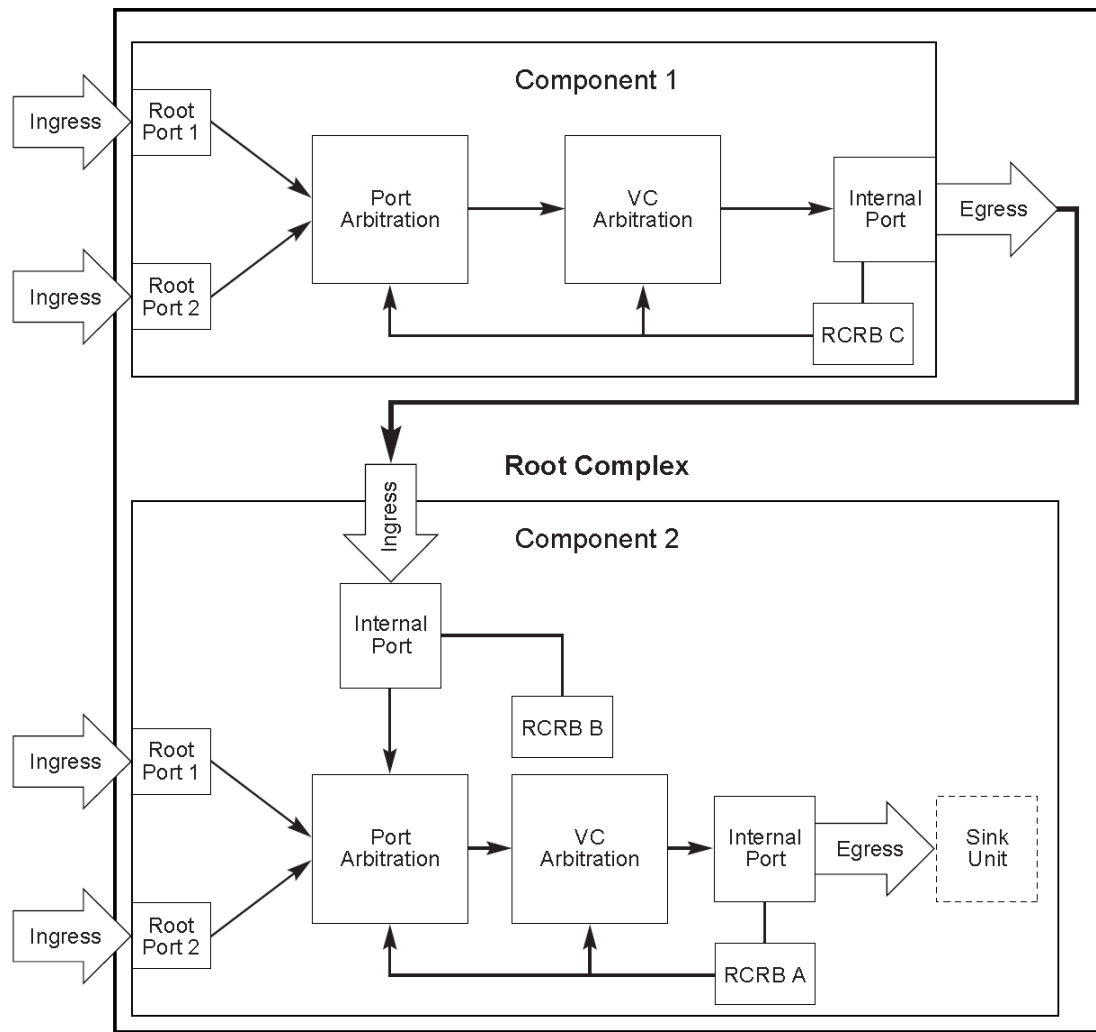 Component 1
Ingress
Root
Port 1
Port
Arbitration
VC
Arbitration
Internal
Port
Egress
Ingress
Root
Port 2
RCRB C
Root Complex
Ingress
Component 2
Internal
Port
RCRB B
Ingress
Root
Port 1
Port
Arbitration
VC
Arbitration
Internal
Port
Egress
Sink
Unit
Ingress
Root
Port 2
RCRB A